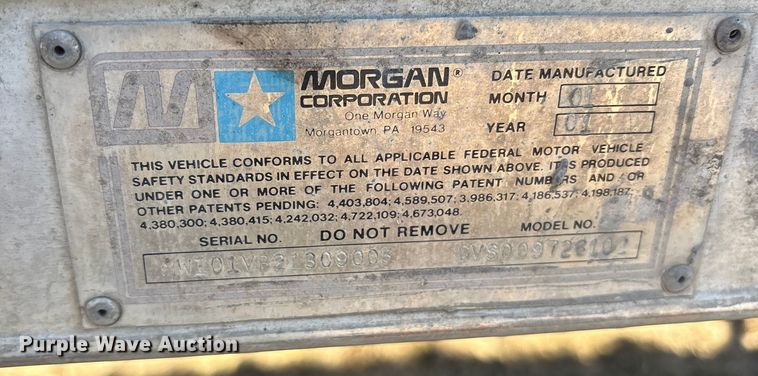 MORGAN®
CORPORATION
One Morgan Way
Morgantown PA 19543
DATE MANUFACTURED
MONTH 01
YEAR 01
THIS VEHICLE CONFORMS TO ALL APPLICABLE FEDERAL MOTOR VEHICLE
SAFETY STANDARDS IN EFFECT ON THE DATE SHOWN ABOVE. IT IS PRODUCED
UNDER ONE OR MORE OF THE FOLLOWING PATENT NUMBERS AND/OR
OTHER PATENTS PENDING: 4,403,804; 4,589,507; 3,986,317; 4,186,537; 4,198,187;
4,380,300; 4,380,415; 4,242,032; 4,722,109; 4,673,048.
SERIAL NO. DO NOT REMOVE MODEL NO.
Purple Wave Auction